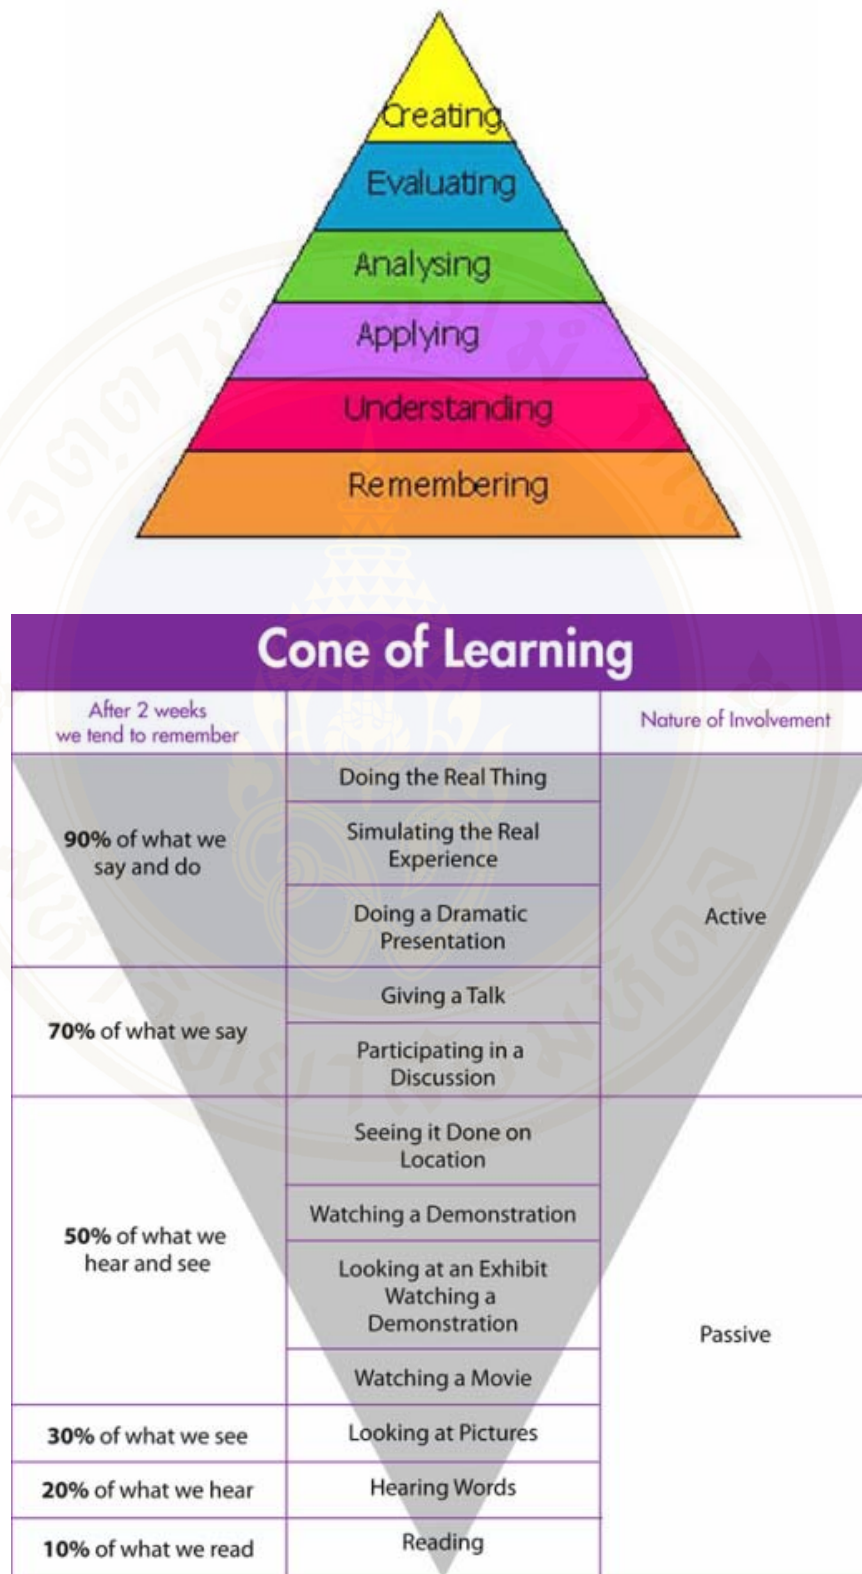 Creating
Evaluating
Analysing
Applying
Understanding
Remembering
Cone of Learning
After 2 weeks
we tend to remember
Nature of Involvement
90% of what we
say and do
Doing the Real Thing
Simulating the Real
Experience
Doing a Dramatic
Presentation
Active
70% of what we say
Giving a Talk
Participating in a
Discussion
50% of what we
hear and see
Seeing it Done on
Location
Watching a Demonstration
Looking at an Exhibit
Watching a
Demonstration
Watching a Movie
Passive
30% of what we see
Looking at Pictures
20% of what we hear
Hearing Words
10% of what we read
Reading